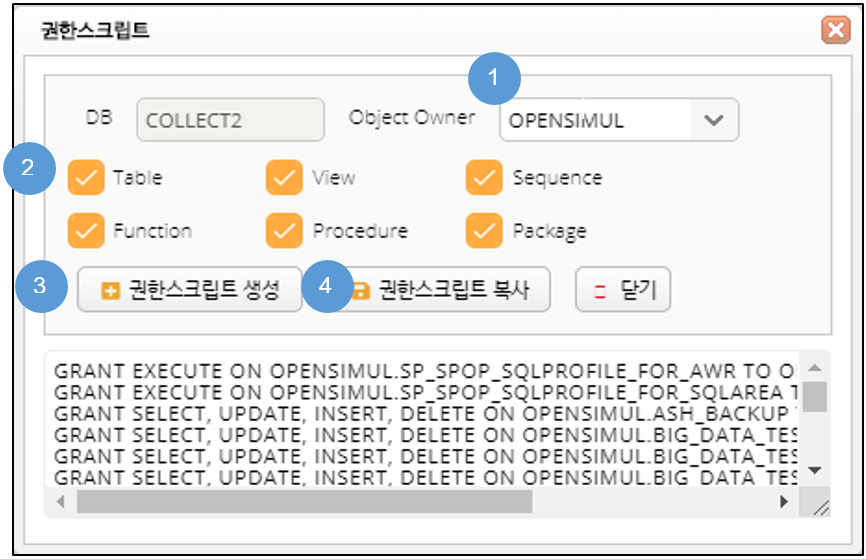 권한스크립트
1
DB COLLECT2 Object Owner OPENSIMUL
2 Table View Sequence
Function Procedure Package
3 권한스크립트 생성 4 권한스크립트 복사 닫기
GRANT EXECUTE ON OPENSIMUL.SP_SPOP_SQLPROFILE_FOR_AWR TO O
GRANT EXECUTE ON OPENSIMUL.SP_SPOP_SQLPROFILE_FOR_SQLAREA T
GRANT SELECT, UPDATE, INSERT, DELETE ON OPENSIMUL.ASH_BACKUP
GRANT SELECT, UPDATE, INSERT, DELETE ON OPENSIMUL.BIG_DATA_TES
GRANT SELECT, UPDATE, INSERT, DELETE ON OPENSIMUL.BIG_DATA_TES
GRANT SELECT, UPDATE, INSERT, DELETE ON OPENSIMUL.BIG_DATA_TES